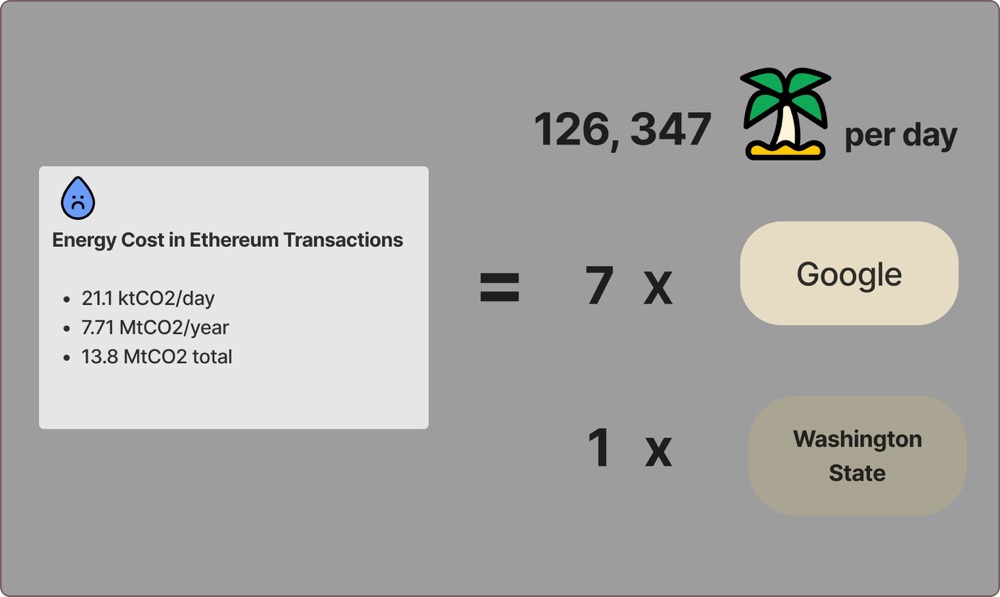 126, 347 per day
Energy Cost in Ethereum Transactions
• 21.1 ktCO2/day
• 7.71 MtCO2/year
• 13.8 MtCO2 total
= 7 x Google
1 x Washington
State